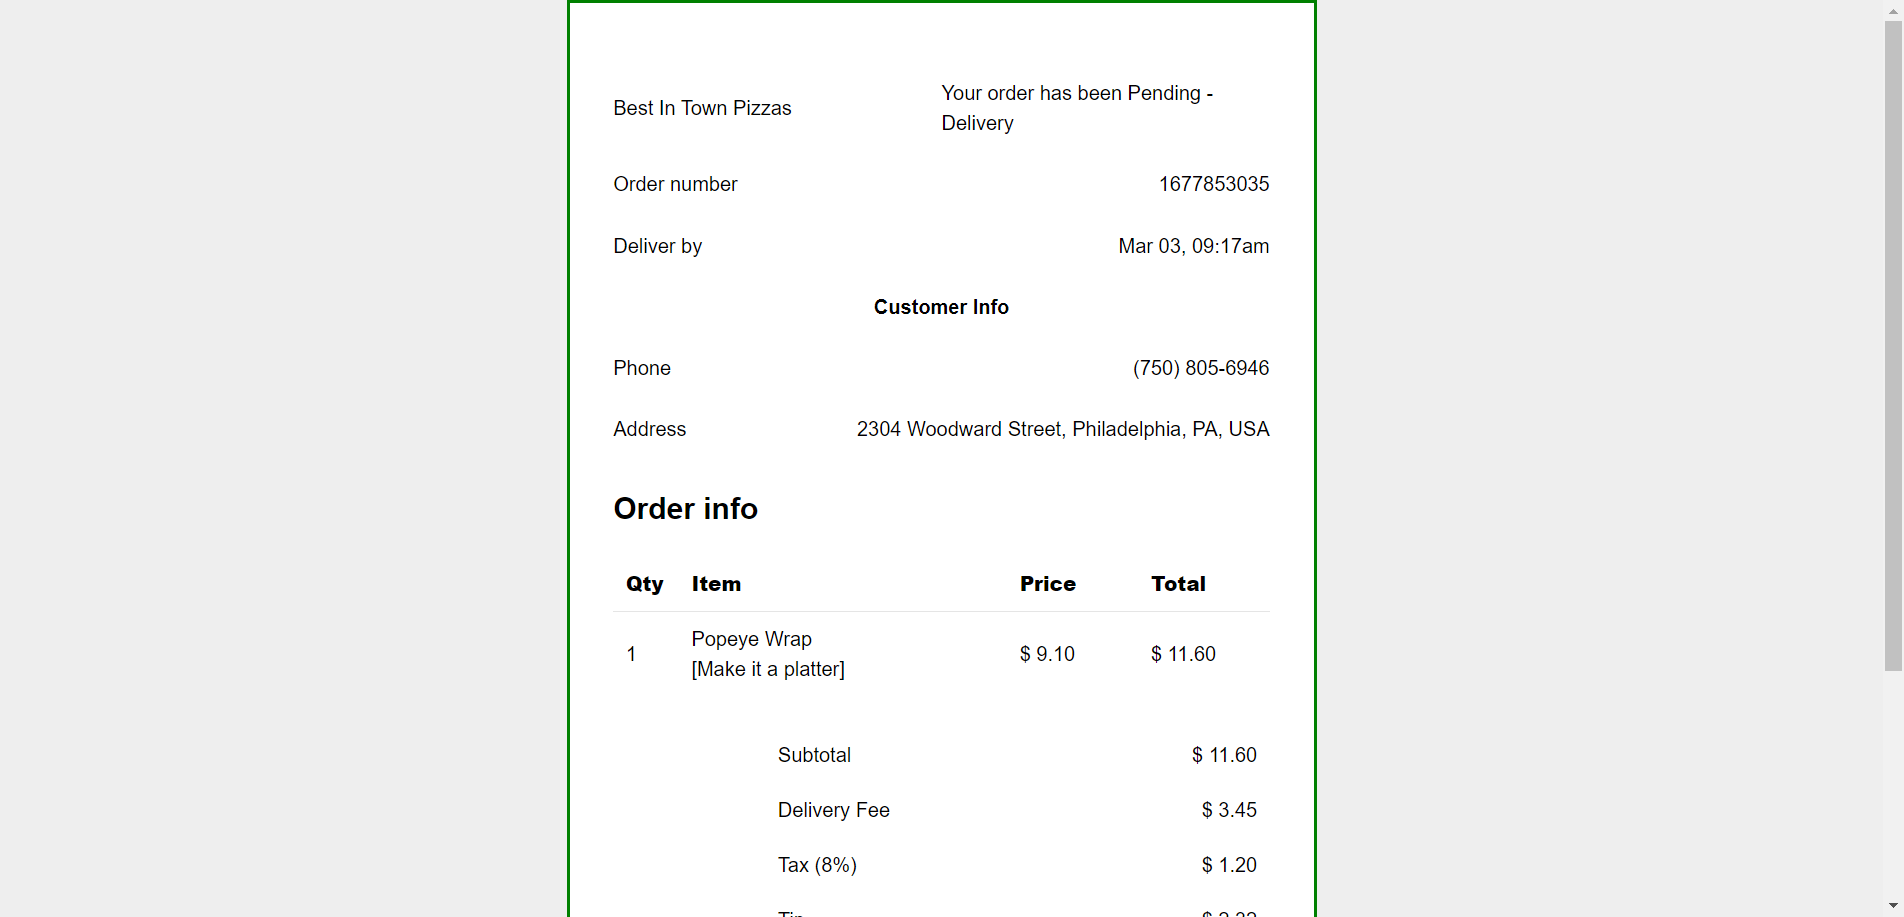 Best In Town Pizzas
Your order has been Pending -
Delivery
Order number 1677853035
Deliver by Mar 03, 09:17am
Customer Info
Phone (750) 805-6946
Address 2304 Woodward Street, Philadelphia, PA, USA
Order info
Qty Item Price Total
1 Popeye Wrap $ 9.10 $ 11.60
[Make it a platter]
Subtotal $ 11.60
Delivery Fee $ 3.45
Tax (8%) $ 1.20